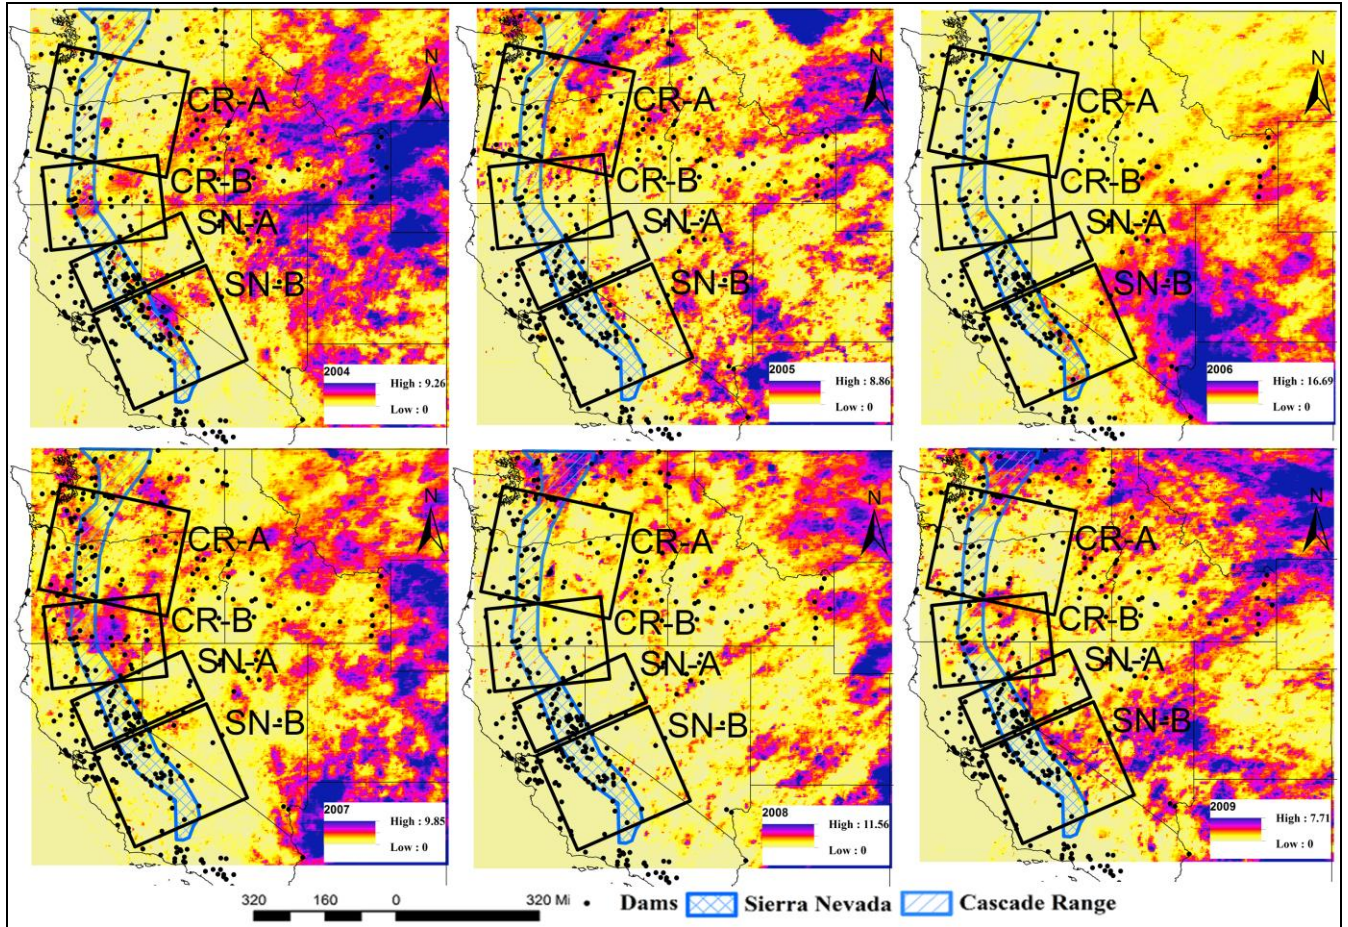 N
CR-A
CR-B
SN-A
SN-B
2004
High : 9.26
Low : 0
N
CR-A
CR-B
SN-A
SN-B
2005
High : 8.86
Low : 0
N
CR-A
CR-B
SN-A
SN-B
2006
High : 16.69
Low : 0
N
CR-A
CR-B
SN-A
SN-B
2007
High : 9.85
Low : 0
N
CR-A
CR-B
SN-A
SN-B
2008
High : 11.56
Low : 0
N
CR-A
CR-B
SN-A
SN-B
2009
High : 7.71
Low : 0
320 160 0 320 Mi
Dams Sierra Nevada Cascade Range